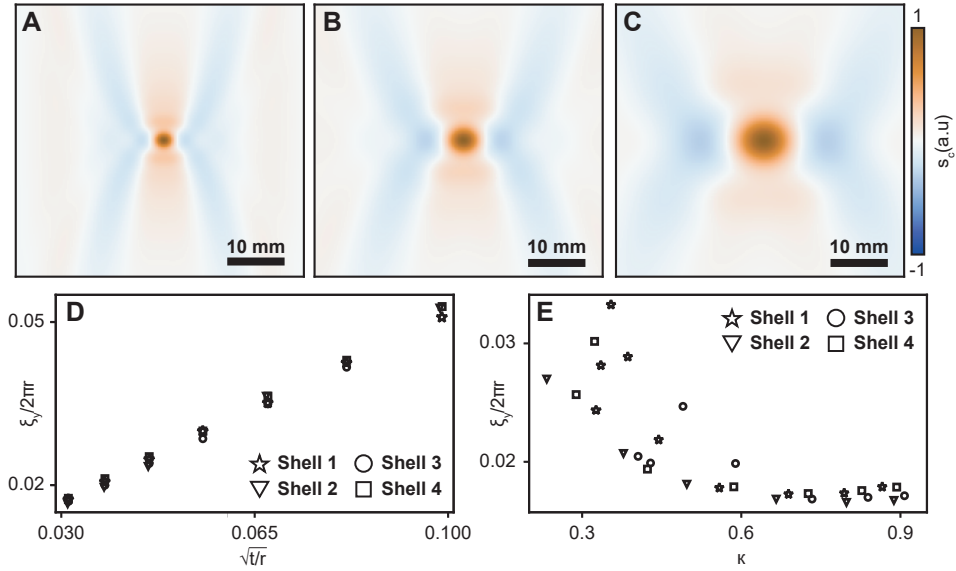 A
B
C
10 mm
10 mm
10 mm
1
s_c(a.u)
-1
D
0.05
0.02
ξ_y/2πr
0.030
0.065
0.100
√t/r
Shell 1
Shell 3
Shell 2
Shell 4
E
0.03
0.02
ξ_y/2πr
0.3
0.6
0.9
κ
Shell 1
Shell 3
Shell 2
Shell 4